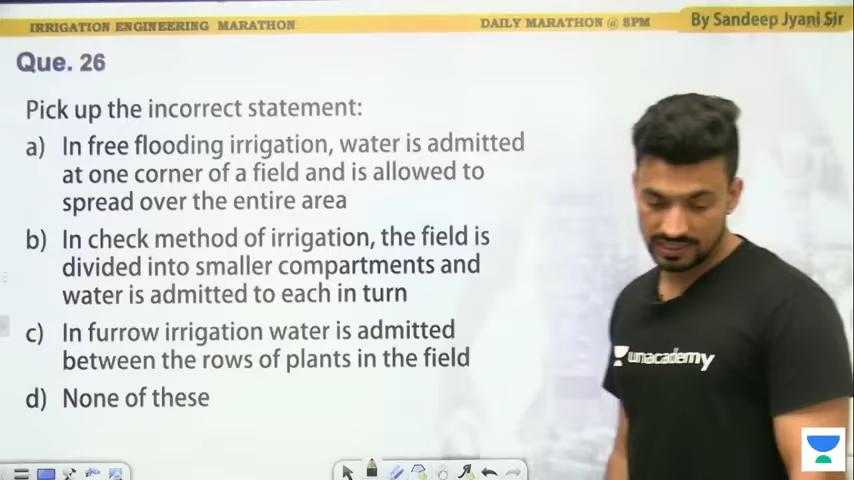 IRRIGATION ENGINEERING MARATHON
DAILY MARATHON @ 8PM
By Sandeep Jyani Sir
Que. 26
Pick up the incorrect statement:
a) In free flooding irrigation, water is admitted
at one corner of a field and is allowed to
spread over the entire area
b) In check method of irrigation, the field is
divided into smaller compartments and
water is admitted to each in turn
c) In furrow irrigation water is admitted
between the rows of plants in the field
d) None of these
unacademy